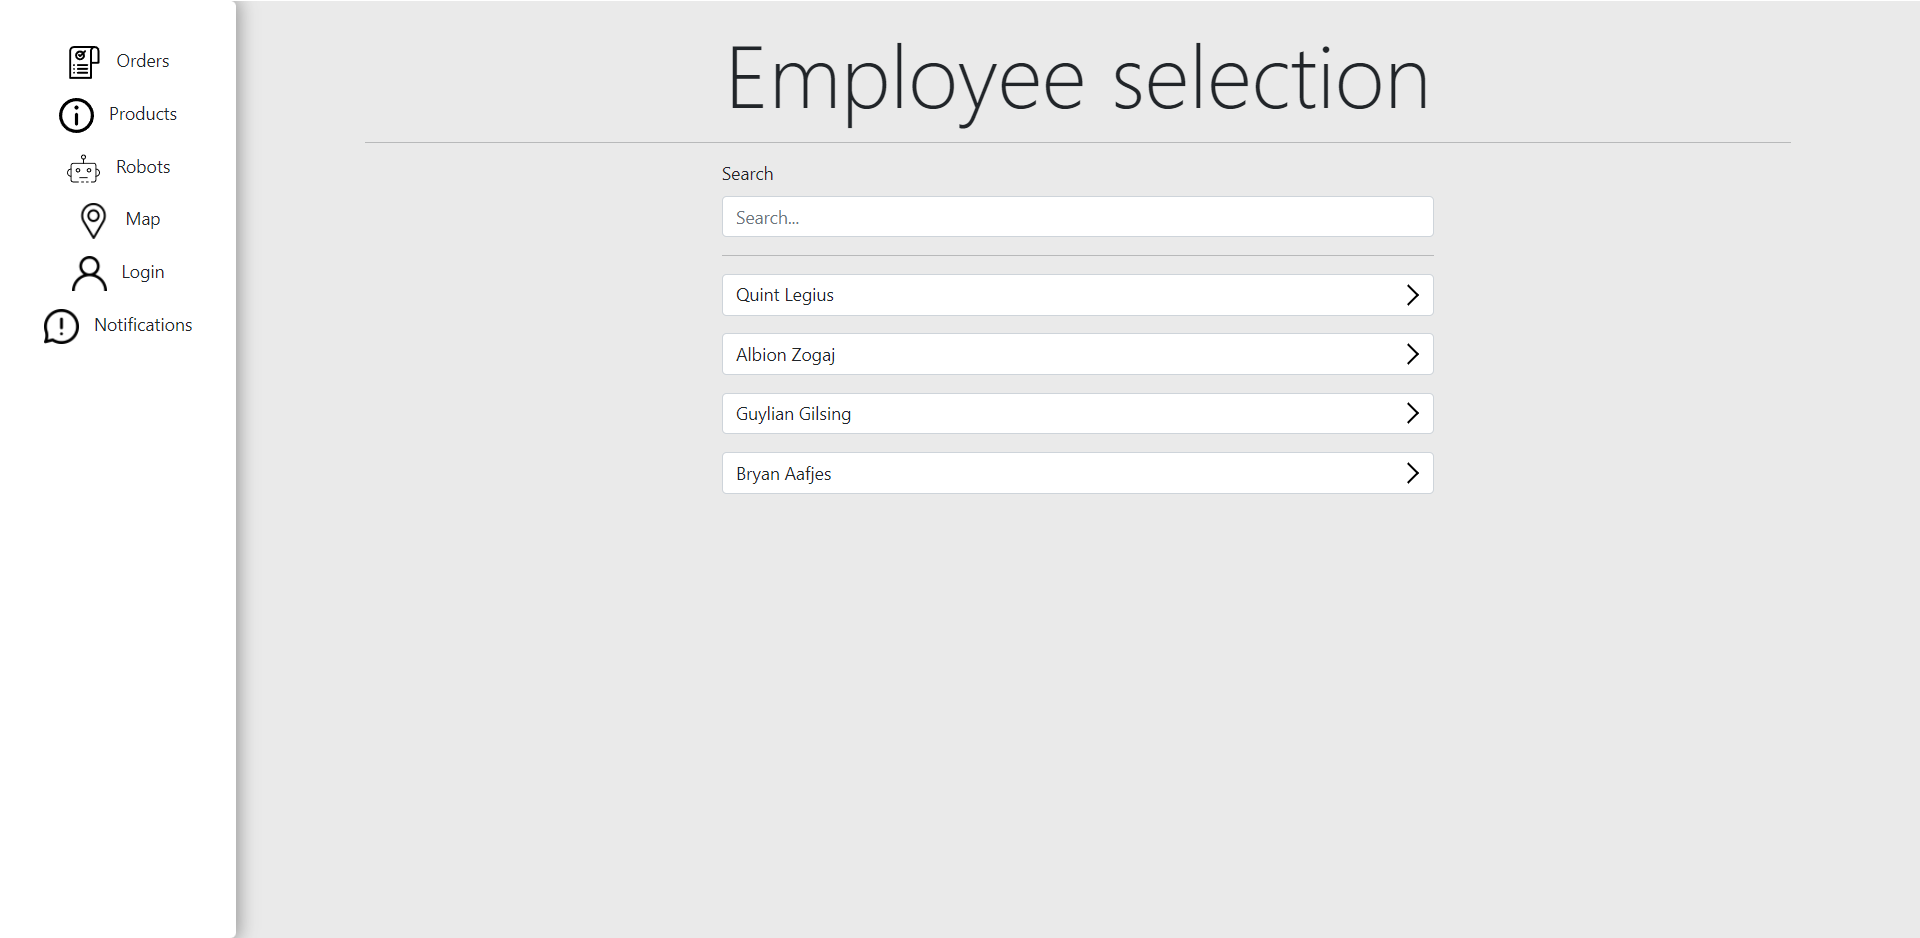 Orders
Products
Robots
Map
Login
Notifications
Employee selection
Search
Search...
Quint Legius
Albion Zogaj
Guylian Gilsing
Bryan Aafjes